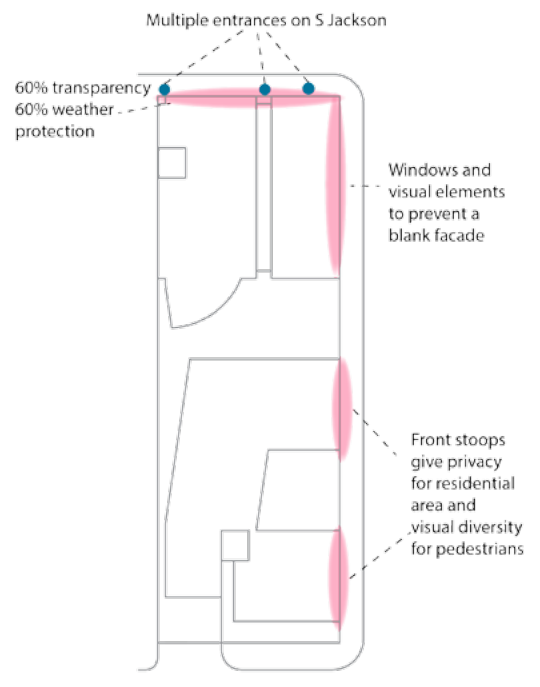 Multiple entrances on S Jackson
60% transparency
60% weather
protection
Windows and
visual elements
to prevent a
blank facade
Front stoops
give privacy
for residential
area and
visual diversity
for pedestrians